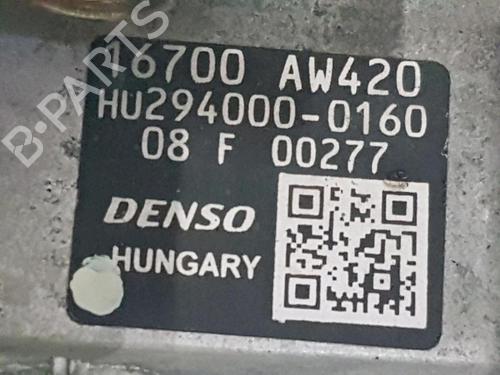 16700 AW420
HU294000-0160
08 F 00277
DENSO
HUNGARY
B-PARTS